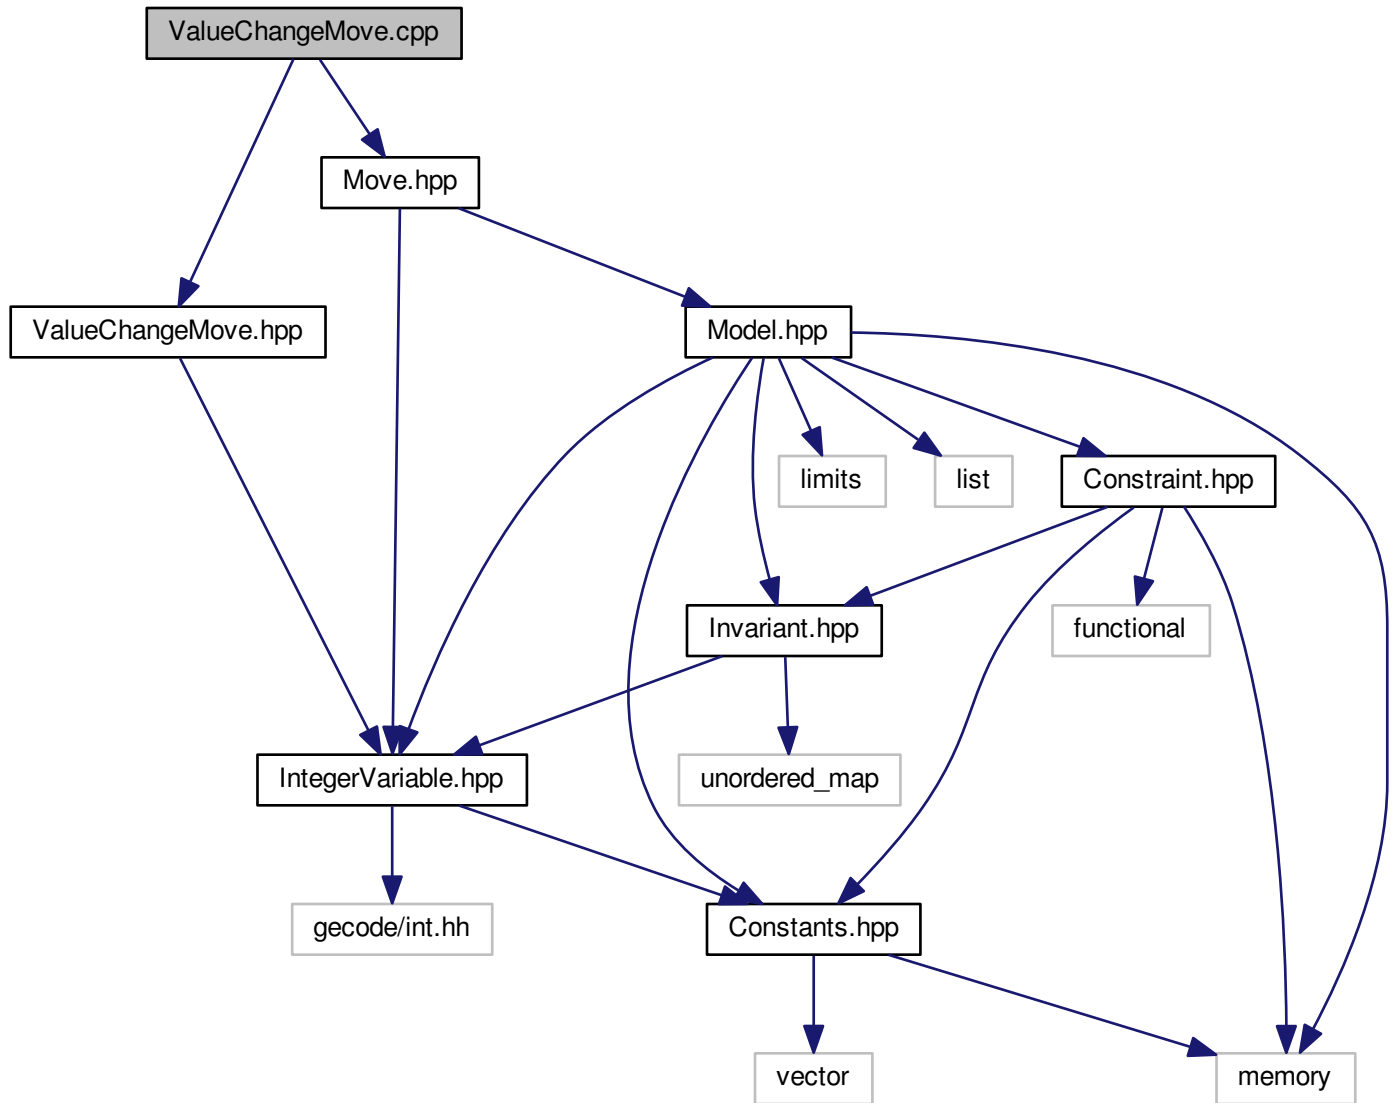 ValueChangeMove.cpp
Move.hpp
ValueChangeMove.hpp
Model.hpp
limits
list
Constraint.hpp
Invariant.hpp
functional
IntegerVariable.hpp
unordered_map
gecode/int.hh
Constants.hpp
vector
memory